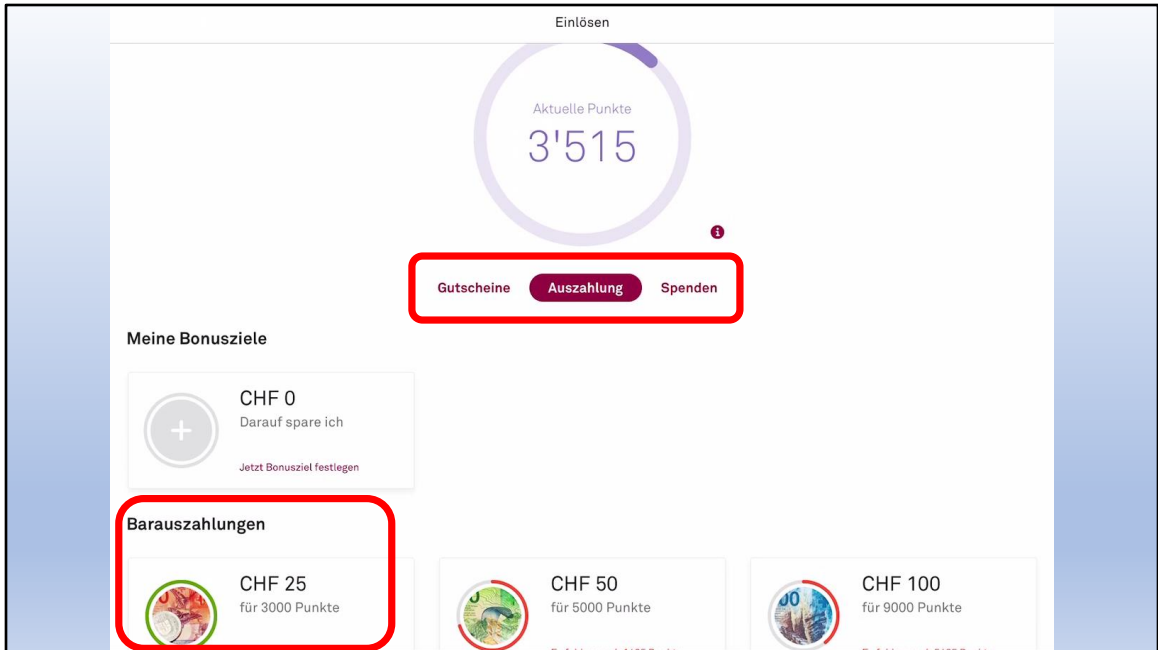 Einlösen
Aktuelle Punkte
3'515
Gutscheine Auszahlung Spenden
Meine Bonusziele
CHF 0
Darauf spare ich
Jetzt Bonusziel festlegen
Barauszahlungen
CHF 25
für 3000 Punkte
CHF 50
für 5000 Punkte
CHF 100
für 9000 Punkte